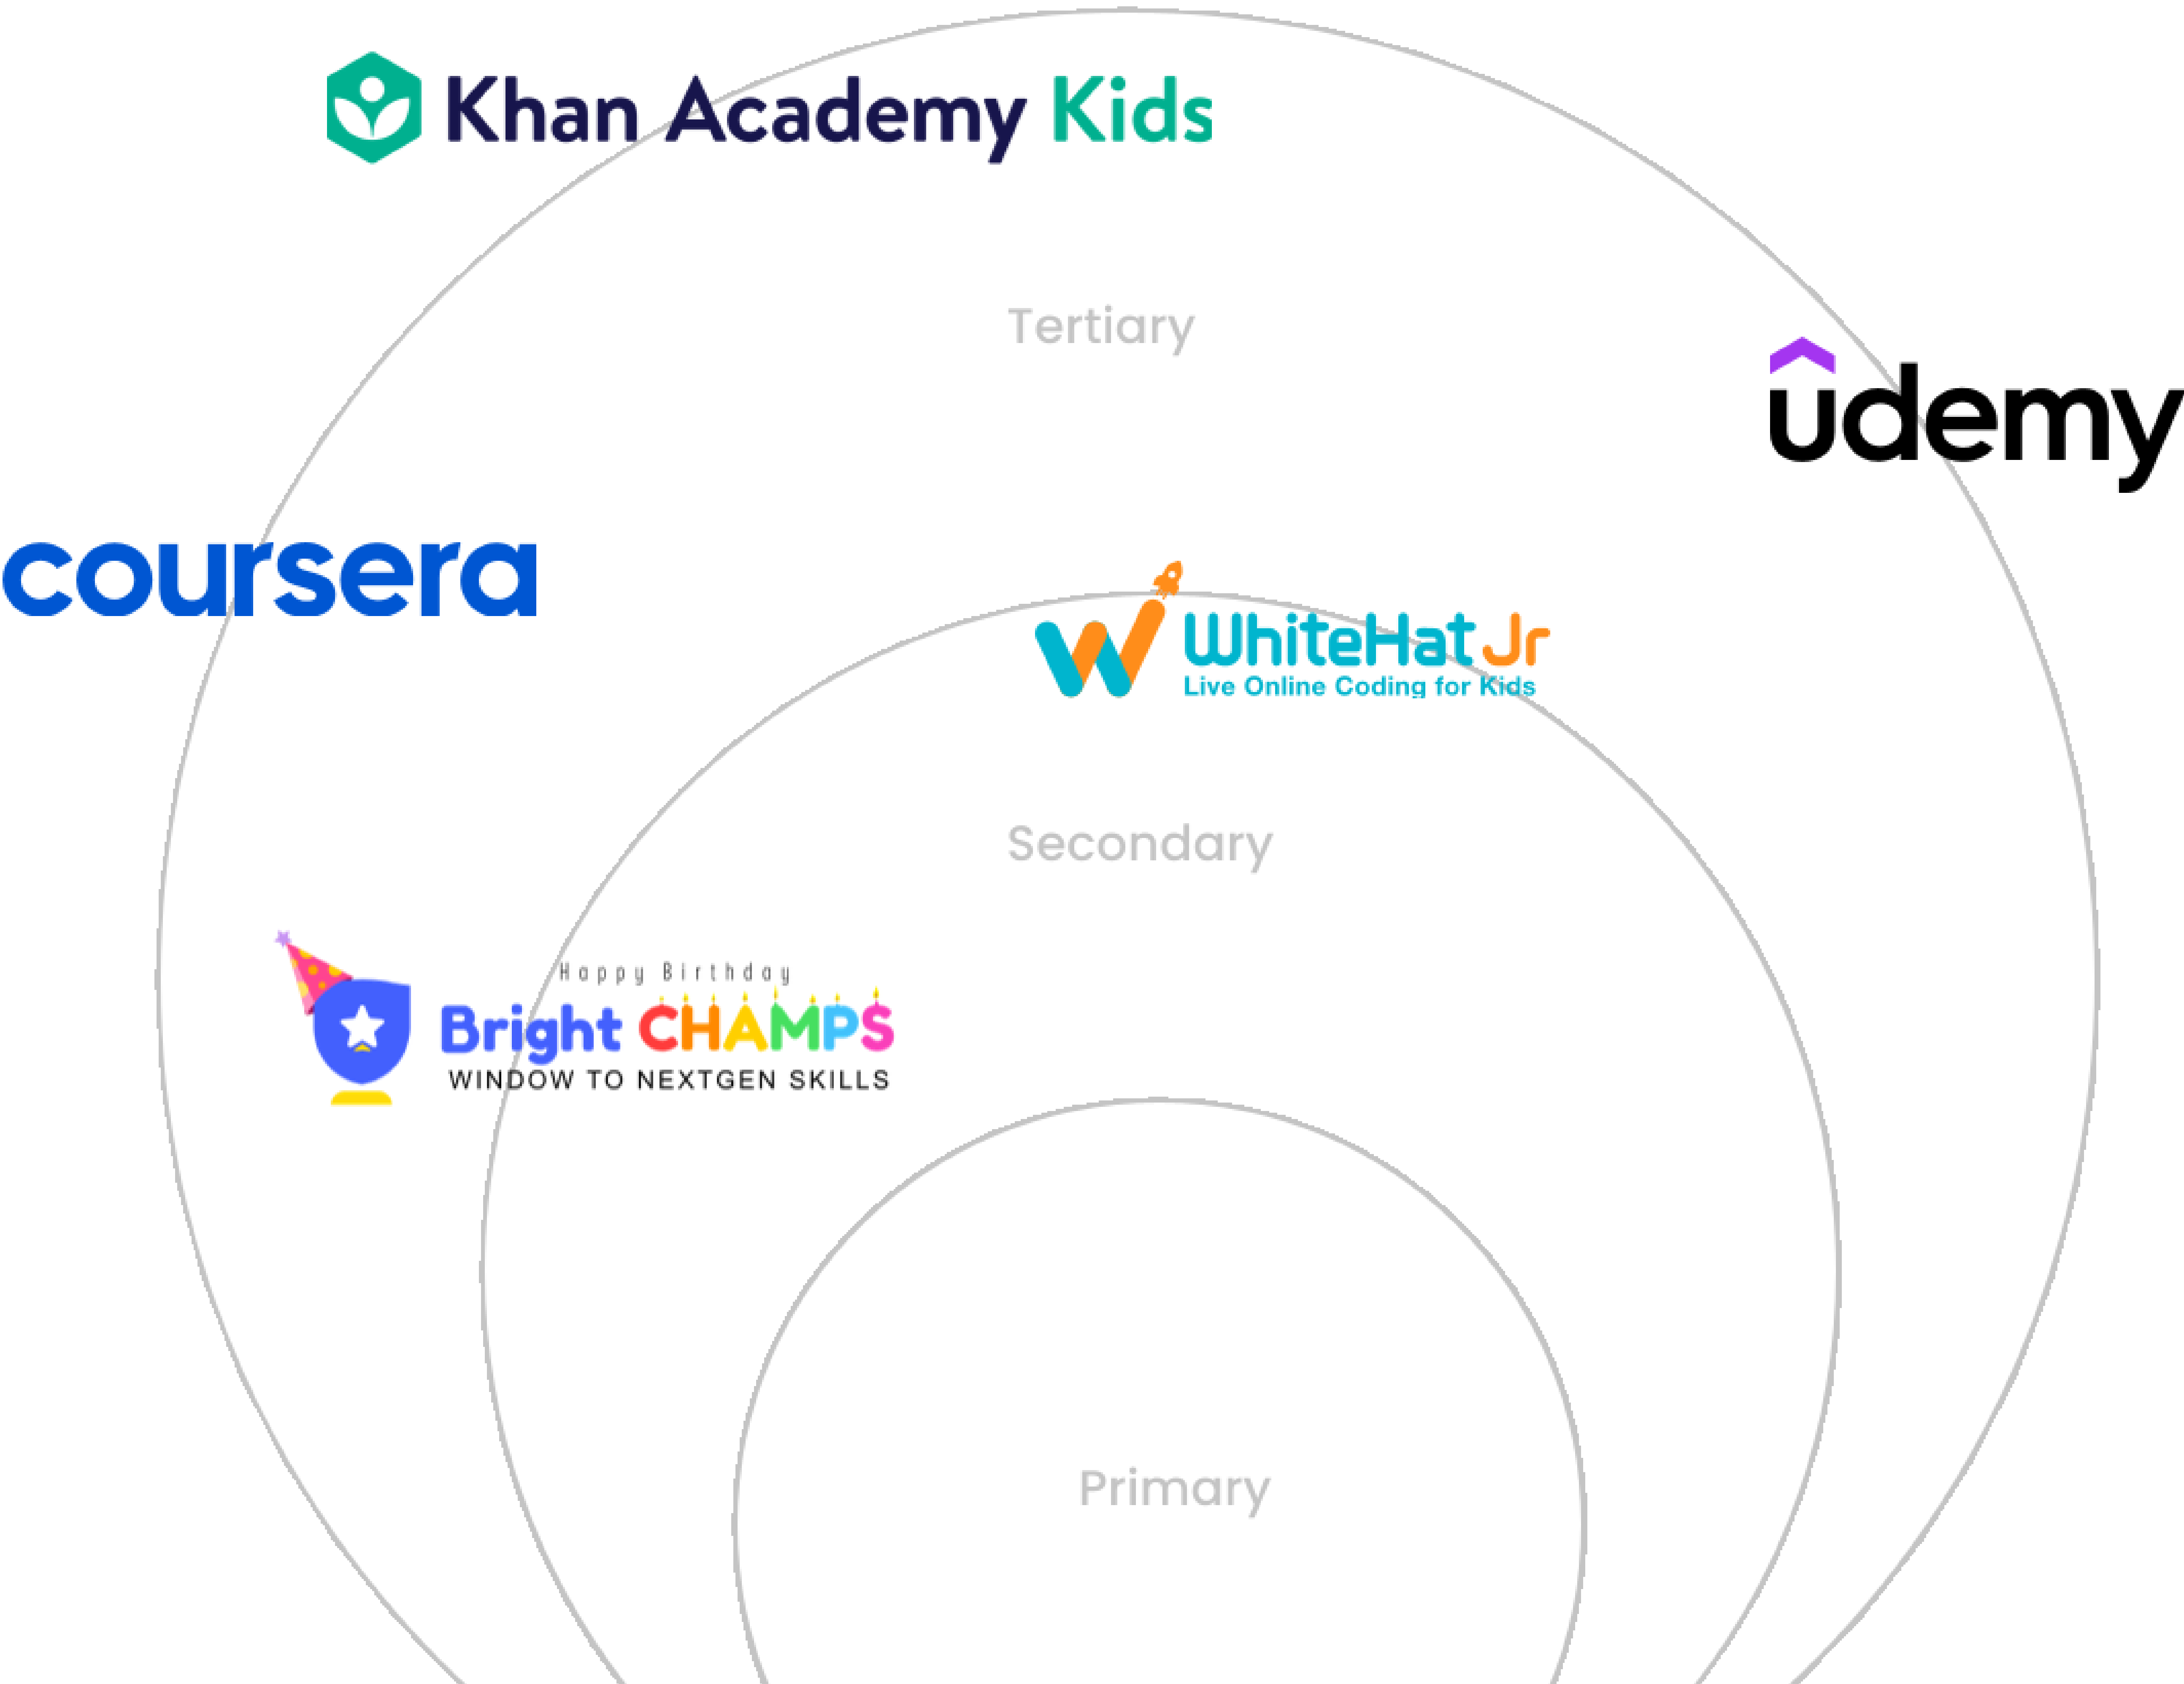 Khan Academy Kids
Tertiary
udemy
coursera
WhiteHat Jr
Live Online Coding for Kids
Secondary
Happy Birthday
Bright CHAMPS
WINDOW TO NEXTGEN SKILLS
Primary